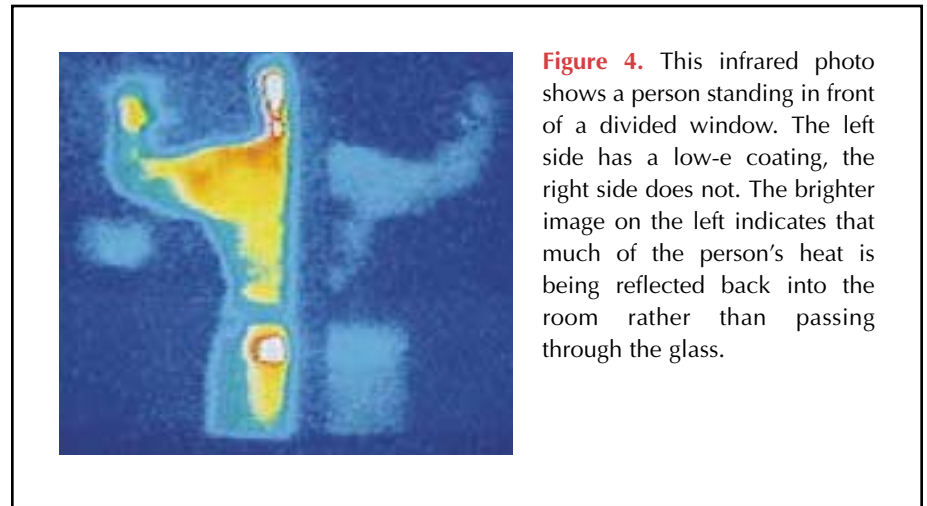 Figure 4. This infrared photo
shows a person standing in front
of a divided window. The left
side has a low-e coating, the
right side does not. The brighter
image on the left indicates that
much of the person's heat is
being reflected back into the
room rather than passing
through the glass.